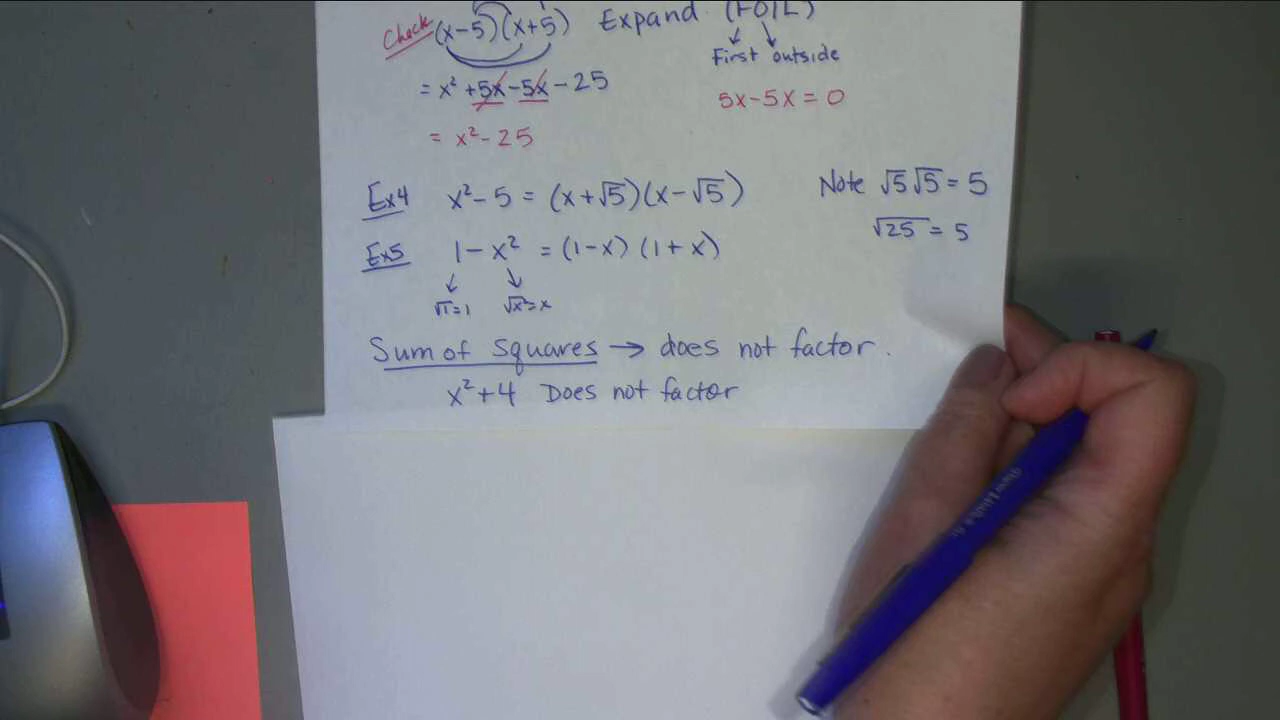 Check (x-5)(x+5) Expand (FOIL)
First outside
= x² + 5x - 5x - 25
5x - 5x = 0
= x² - 25
Ex4 x² - 5 = (x + √5)(x - √5)
Note √5 √5 = 5
√25 = 5
Ex5 1 - x² = (1-x) (1 + x)
√1 = 1 √x² = x
Sum of Squares → does not factor.
x² + 4 Does not factor